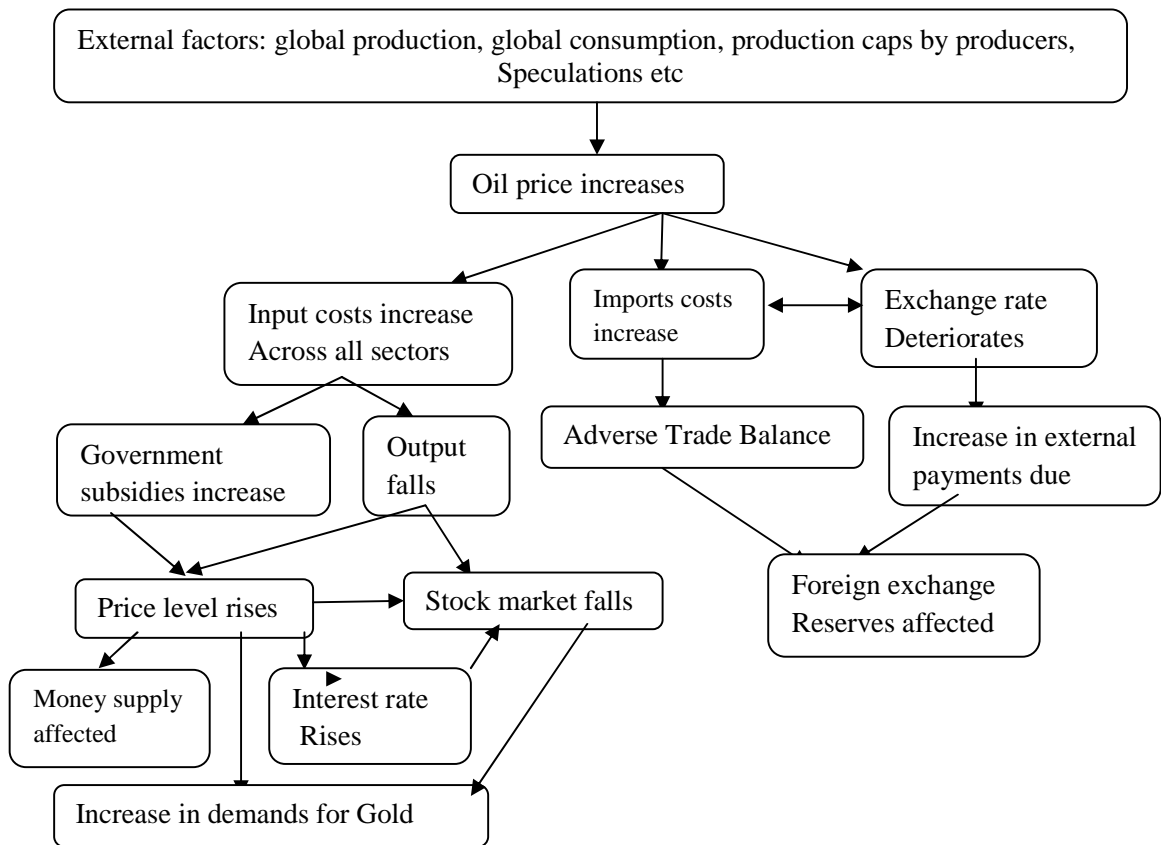 External factors: global production, global consumption, production caps by producers,
Speculations etc
Oil price increases
Input costs increase
Across all sectors
Imports costs
increase
Exchange rate
Deteriorates
Government
subsidies increase
Output
falls
Adverse Trade Balance
Increase in external
payments due
Price level rises
Stock market falls
Foreign exchange
Reserves affected
Money supply
affected
Interest rate
Rises
Increase in demands for Gold